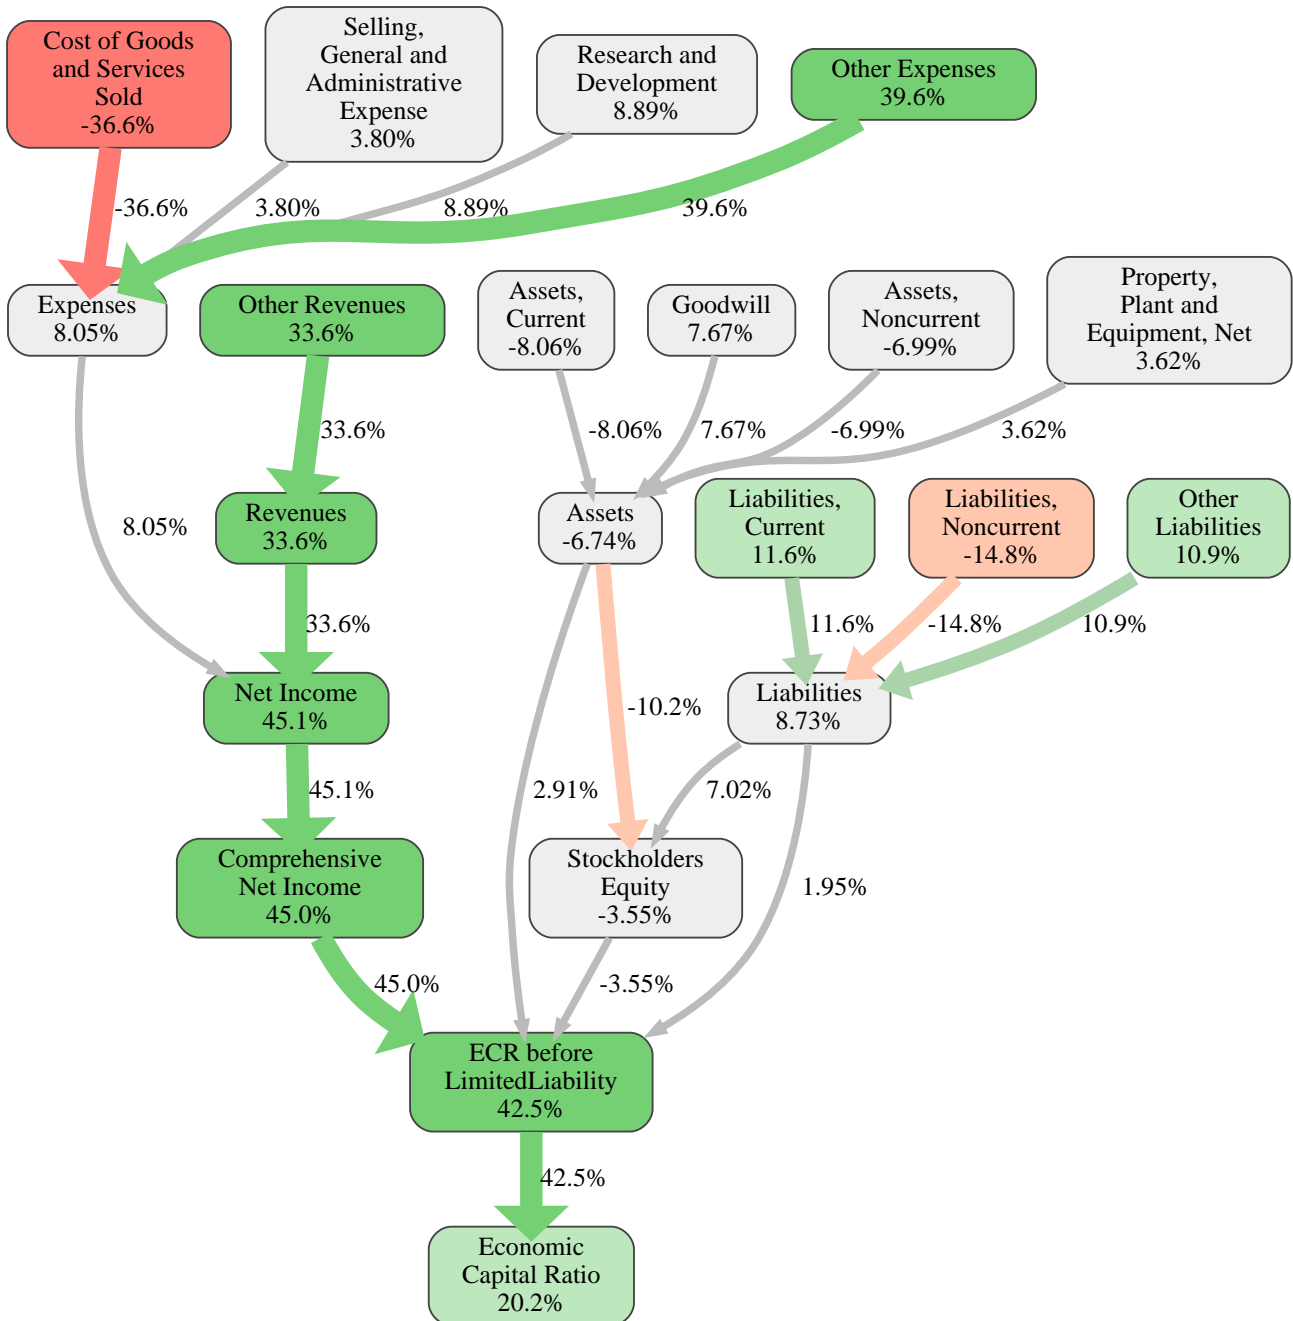 Cost of Goods
and Services
Sold
-36.6%
Selling,
General and
Administrative
Expense
3.80%
Research and
Development
8.89%
Other Expenses
39.6%
-36.6%
3.80%
8.89%
39.6%
Expenses
8.05%
Other Revenues
33.6%
Assets,
Current
-8.06%
Goodwill
7.67%
Assets,
Noncurrent
-6.99%
Property,
Plant and
Equipment, Net
3.62%
33.6%
-8.06%
7.67%
-6.99%
3.62%
8.05%
Revenues
33.6%
Assets
-6.74%
Liabilities,
Current
11.6%
Liabilities,
Noncurrent
-14.8%
Other
Liabilities
10.9%
33.6%
11.6%
-14.8%
10.9%
Net Income
45.1%
-10.2%
Liabilities
8.73%
45.1%
2.91%
7.02%
Comprehensive
Net Income
45.0%
Stockholders
Equity
-3.55%
1.95%
45.0%
-3.55%
ECR before
LimitedLiability
42.5%
42.5%
Economic
Capital Ratio
20.2%